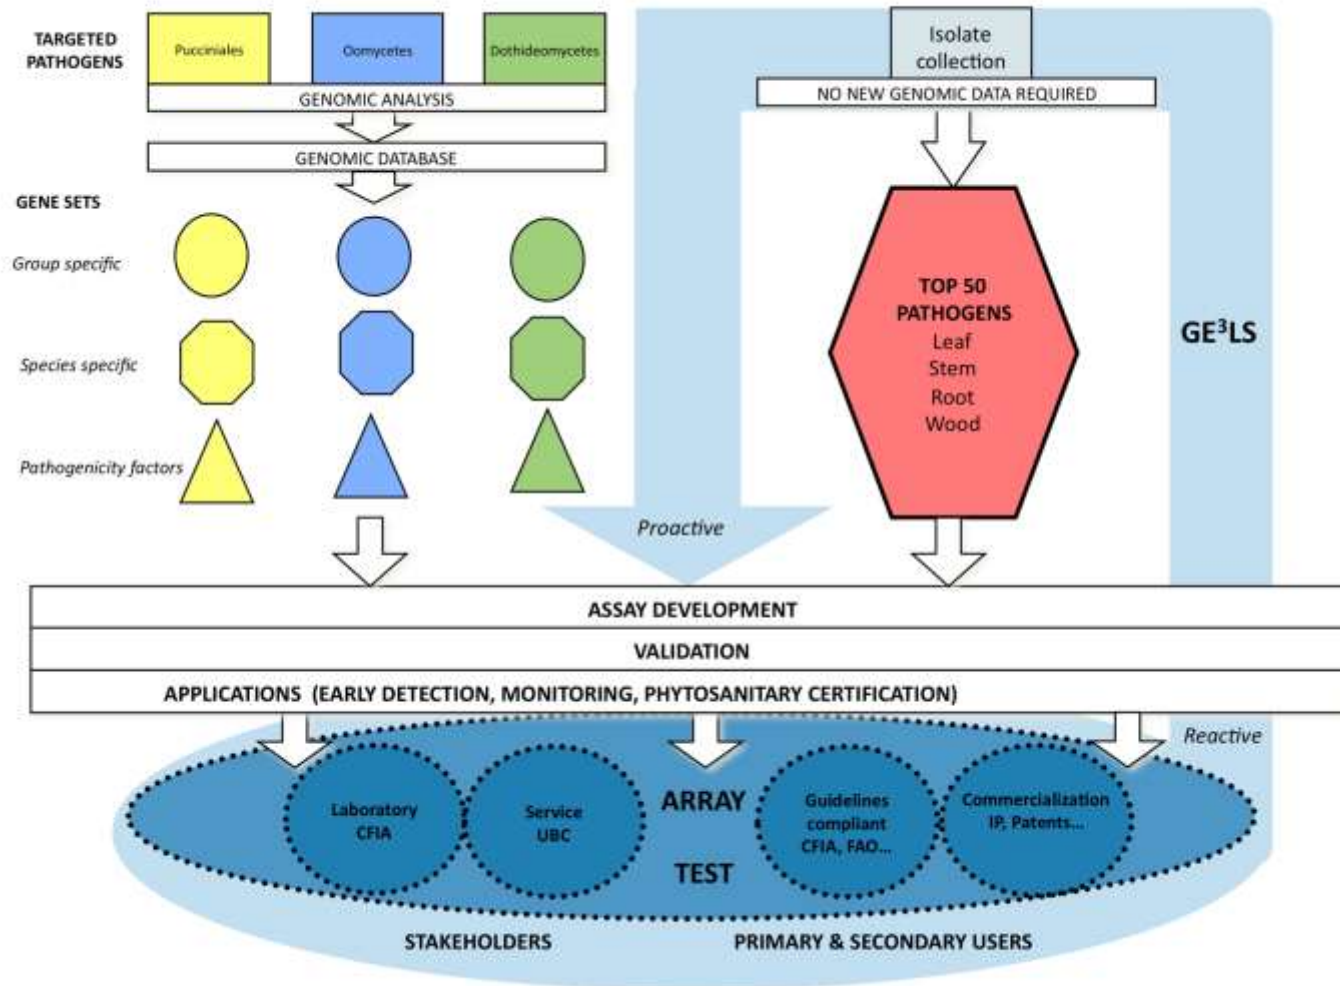 TARGETED
PATHOGENS
Pucciniales
Oomycetes
Dothideomycetes
GENOMIC ANALYSIS
GENOMIC DATABASE
GENE SETS
Group specific
Species specific
Pathogenicity factors
Isolate
collection
NO NEW GENOMIC DATA REQUIRED
TOP 50
PATHOGENS
Leaf
Stem
Root
Wood
GE³LS
Proactive
ASSAY DEVELOPMENT
VALIDATION
APPLICATIONS (EARLY DETECTION, MONITORING, PHYTOSANITARY CERTIFICATION)
Reactive
Laboratory
CFIA
Service
UBC
ARRAY
TEST
Guidelines
compliant
CFIA, FAO...
Commercialization
IP, Patents...
STAKEHOLDERS
PRIMARY & SECONDARY USERS